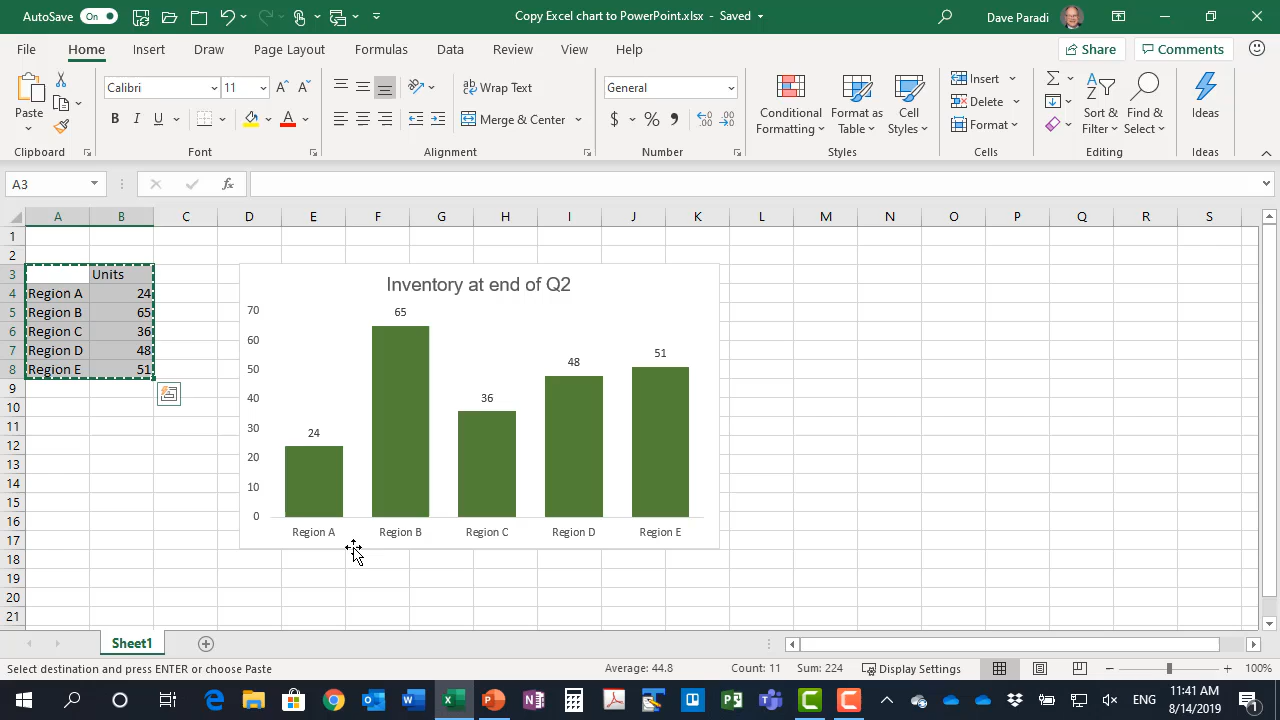 AutoSave On Copy Excel chart to PowerPoint.xlsx - Saved Dave Paradi
File Home Insert Draw Page Layout Formulas Data Review View Help Share Comments
Paste
Clipboard
Calibri 11
B I U A
Font
ab Wrap Text
Merge & Center
Alignment
General
$ % ,
Number
Conditional Formatting
Format as Table
Cell Styles
Styles
Insert
Delete
Format
Cells
Sort & Filter
Find & Select
Editing
Ideas
Ideas
A3 fx
A B C D E F G H I J K L M N O P Q R S
1
2
3 Units
4 Region A 24
5 Region B 65
6 Region C 36
7 Region D 48
8 Region E 51
9
10
11
12
13
14
15
16
17
18
19
20
21
Inventory at end of Q2
70
60
50
40
30
20
10
0
24 65 36 48 51
Region A Region B Region C Region D Region E
Sheet1
Select destination and press ENTER or choose Paste Average: 44.8 Count: 11 Sum: 224 Display Settings 100%
ENG 11:41 AM
8/14/2019
1